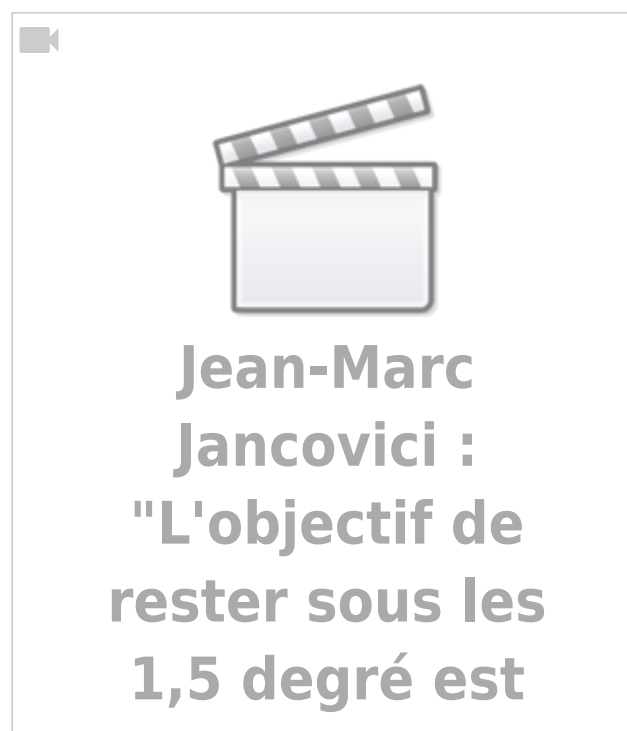 Jean-Marc
Jancovici :
"L'objectif de
rester sous les
1,5 degré est